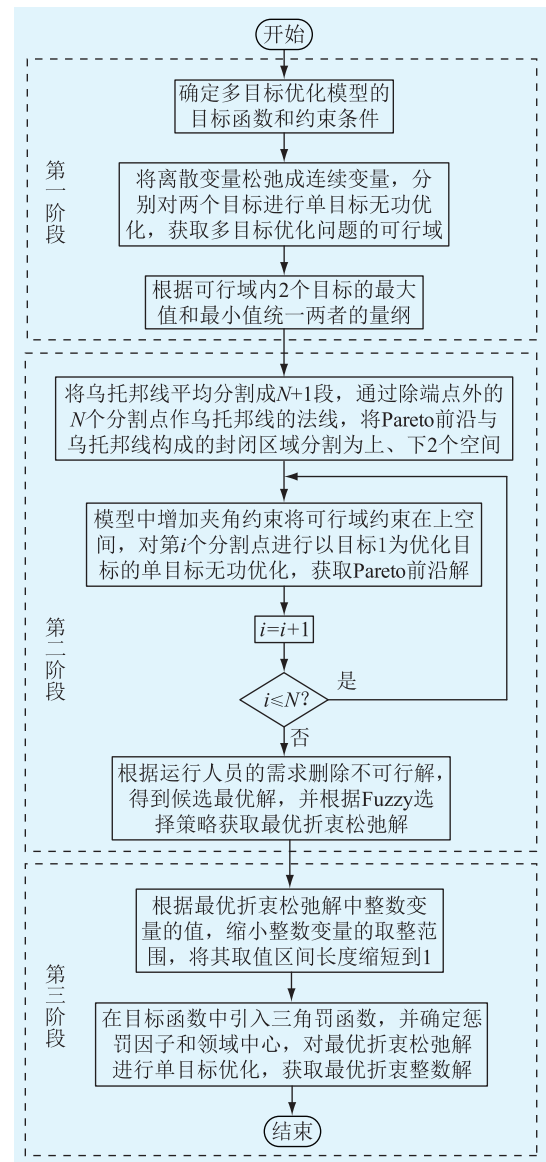 开始
第一阶段
确定多目标优化模型的
目标函数和约束条件
将离散变量松弛成连续变量，分
别对两个目标进行单目标无功优
化，获取多目标优化问题的可行域
根据可行域内2个目标的最大
值和最小值统一两者的量纲
第二阶段
将乌托邦线平均分割成N+1段，通过除端点外的
N个分割点作乌托邦线的法线，将Pareto前沿与
乌托邦线构成的封闭区域分割为上、下2个空间
模型中增加夹角约束将可行域约束在上空
间，对第i个分割点进行以目标1为优化目
标的单目标无功优化，获取Pareto前沿解
i=i+1
i≤N?
是
否
根据运行人员的需求删除不可行解，
得到候选最优解，并根据Fuzzy选
择策略获取最优折衷松弛解
第三阶段
根据最优折衷松弛解中整数变
量的值，缩小整数变量的取整范
围，将其取值区间长度缩短到1
在目标函数中引入三角罚函数，并确定惩
罚因子和领域中心，对最优折衷松弛解
进行单目标优化，获取最优折衷整数解
结束